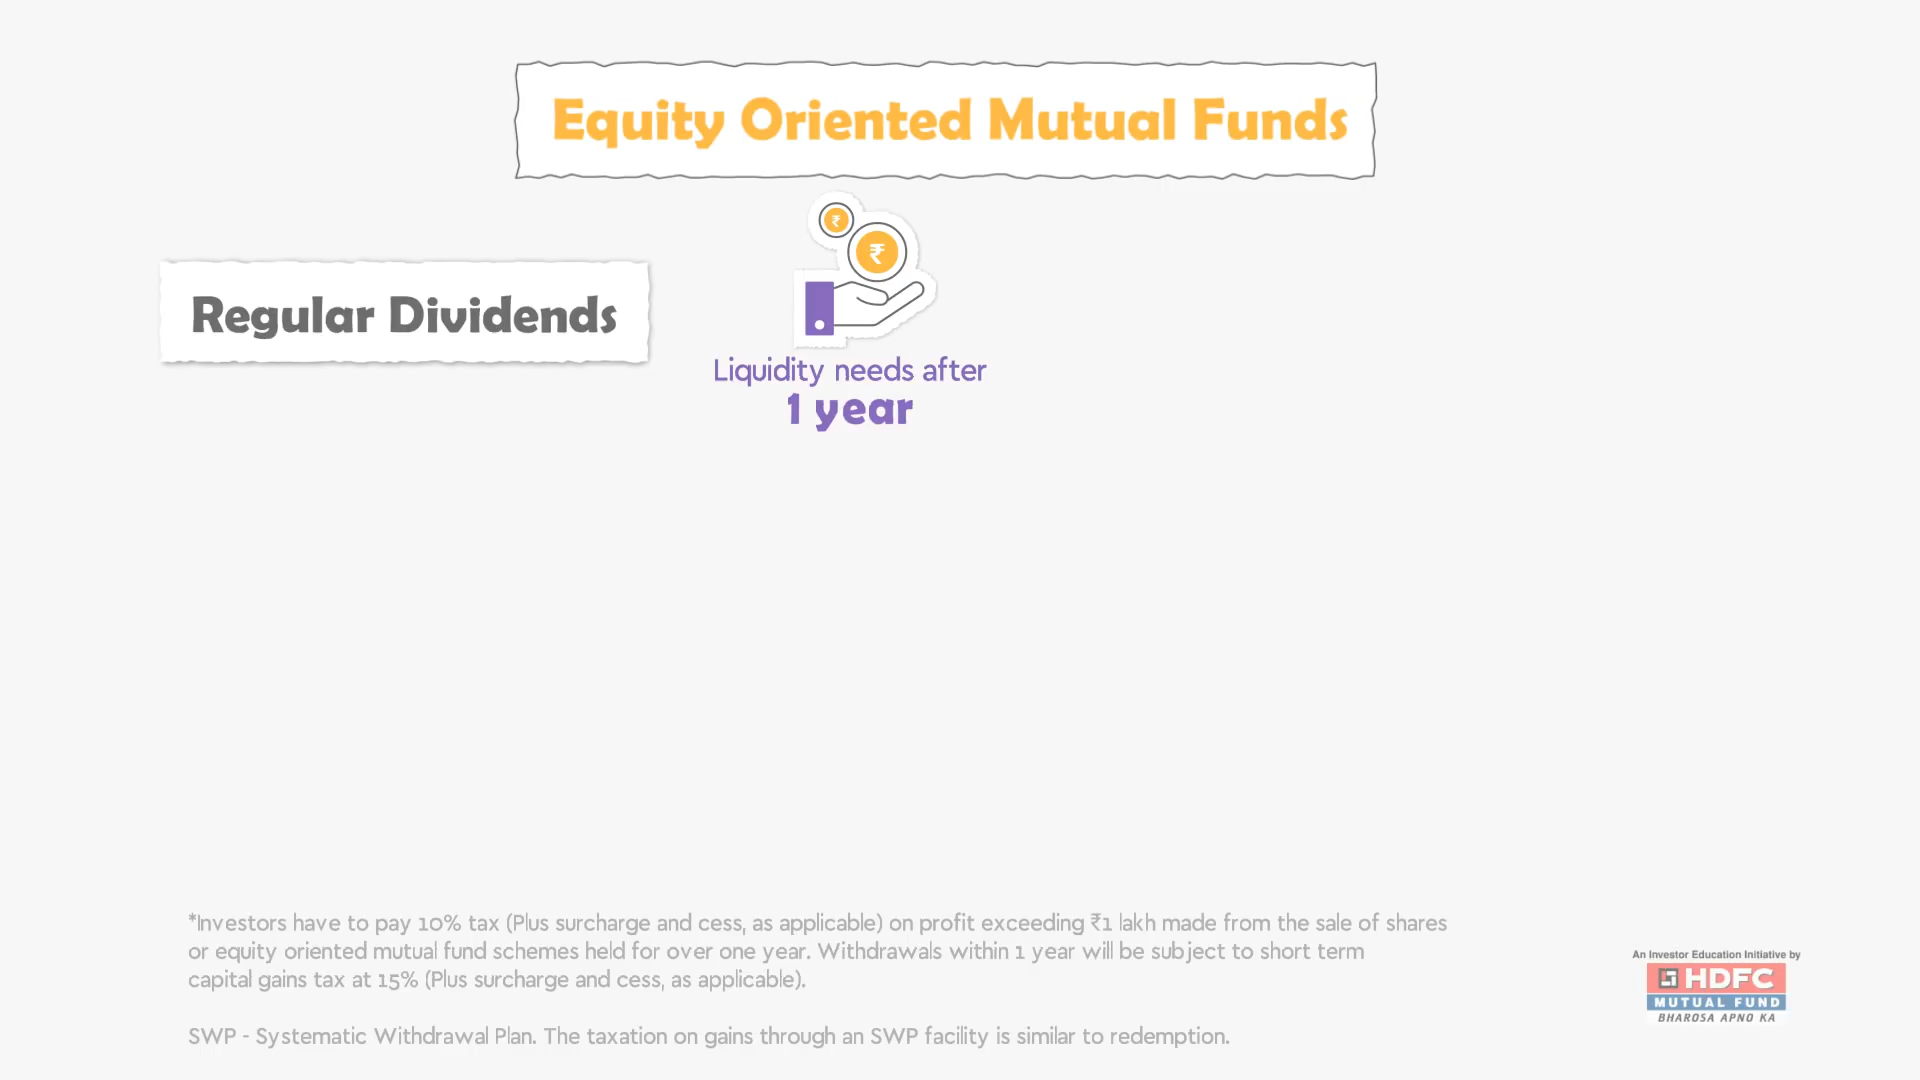 Equity Oriented Mutual Funds
₹
₹
Regular Dividends
Liquidity needs after
1 year
*Investors have to pay 10% tax (Plus surcharge and cess, as applicable) on profit exceeding ₹1 lakh made from the sale of shares
or equity oriented mutual fund schemes held for over one year. Withdrawals within 1 year will be subject to short term
capital gains tax at 15% (Plus surcharge and cess, as applicable).
SWP - Systematic Withdrawal Plan. The taxation on gains through an SWP facility is similar to redemption.
An Investor Education Initiative by
HDFC
MUTUAL FUND
BHAROSA APNO KA